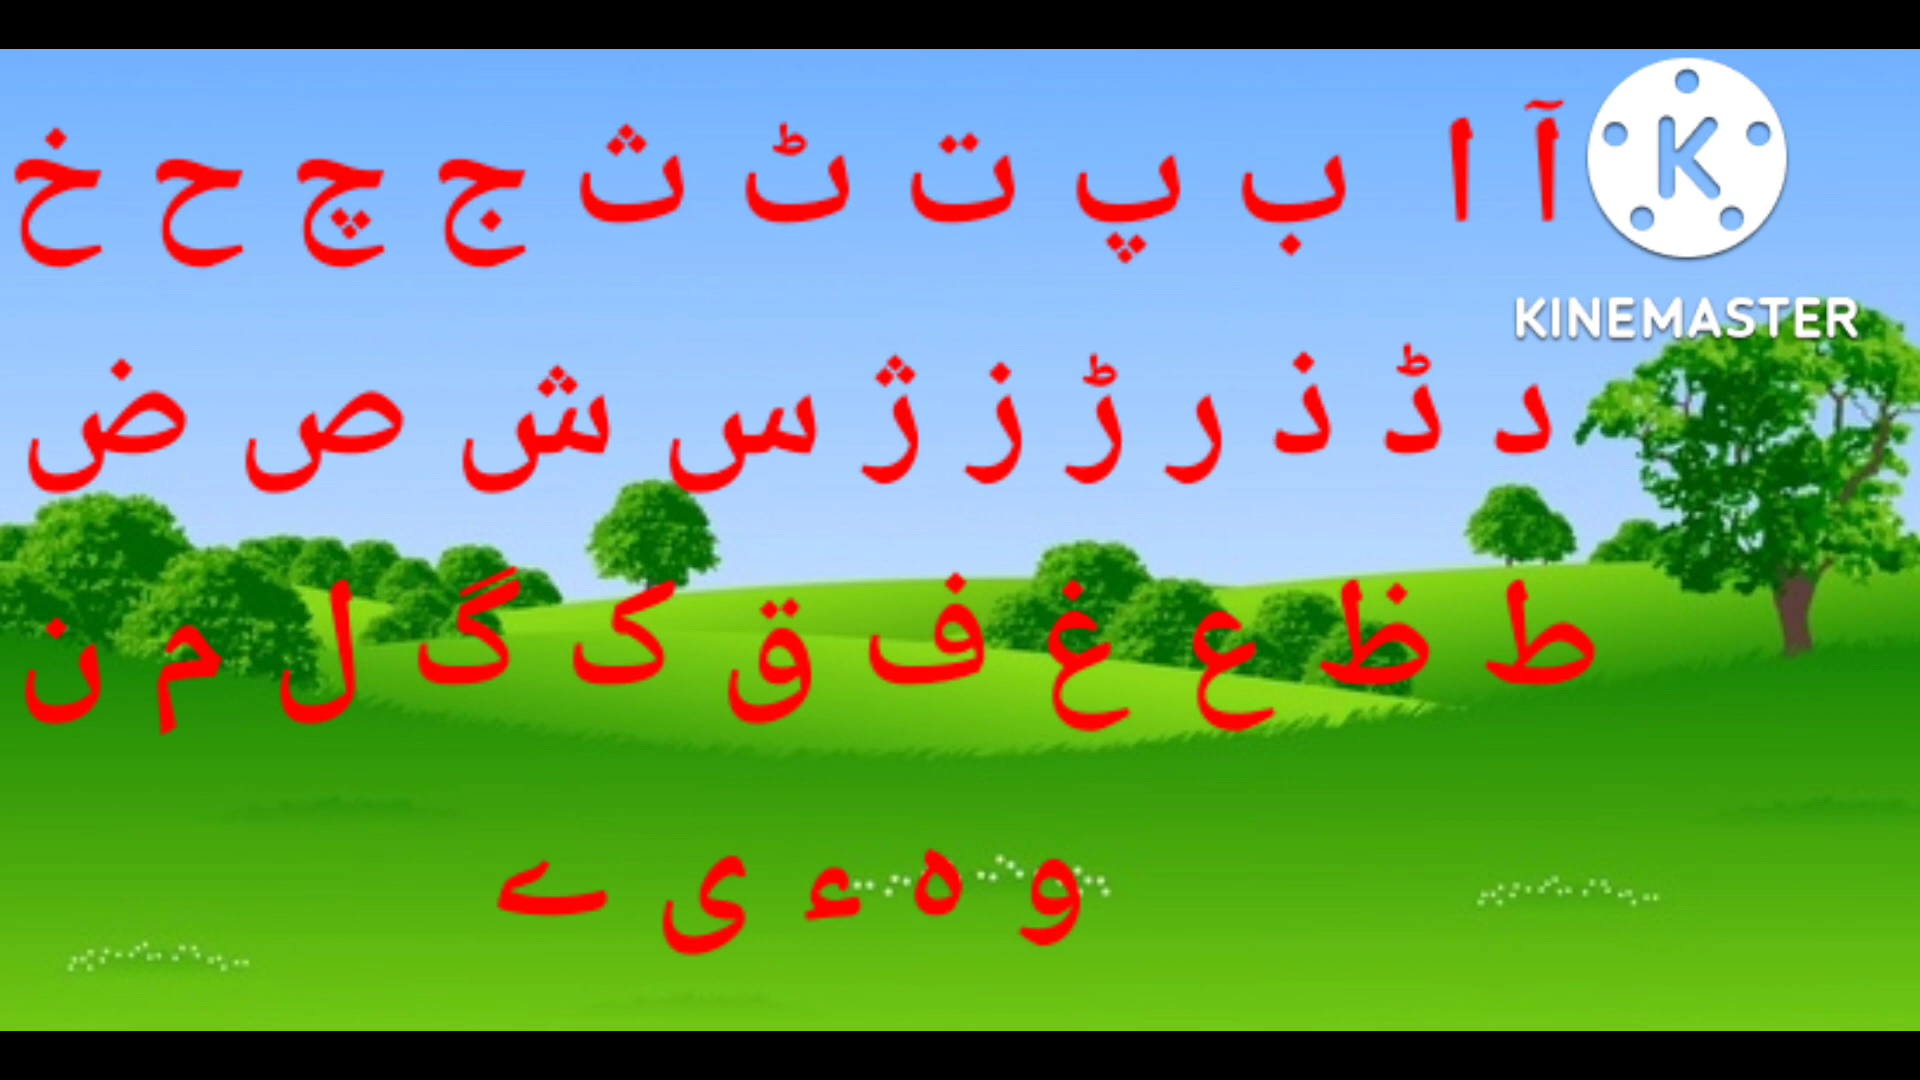 آ ا ب پ ت ٹ ث ج چ ح خ
د ڈ ذ ر ڑ ز ژ س ش ص ض
ط ظ ع غ ف ق ک گ ل م ن
و ہ ء ی ے
K
KINEMASTER